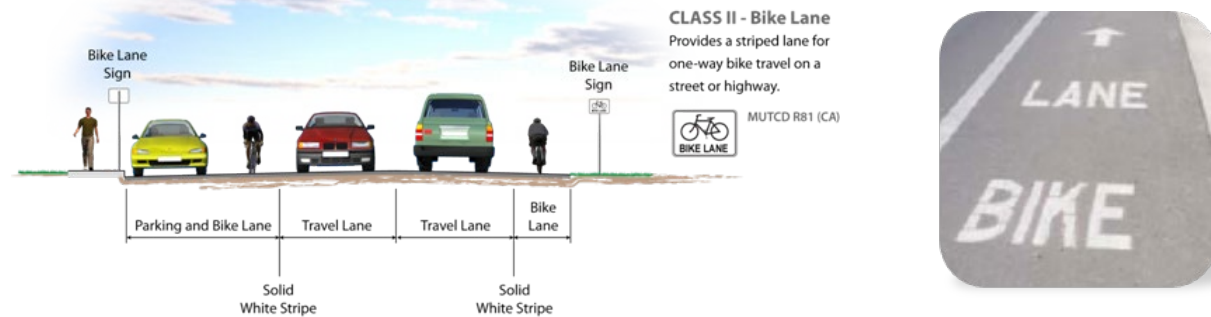 CLASS II - Bike Lane
Provides a striped lane for
one-way bike travel on a
street or highway.
MUTCD R81 (CA)
BIKE LANE
Bike Lane
Sign
Bike Lane
Sign
Parking and Bike Lane
Travel Lane
Travel Lane
Bike
Lane
Solid
White Stripe
Solid
White Stripe
LANE
BIKE